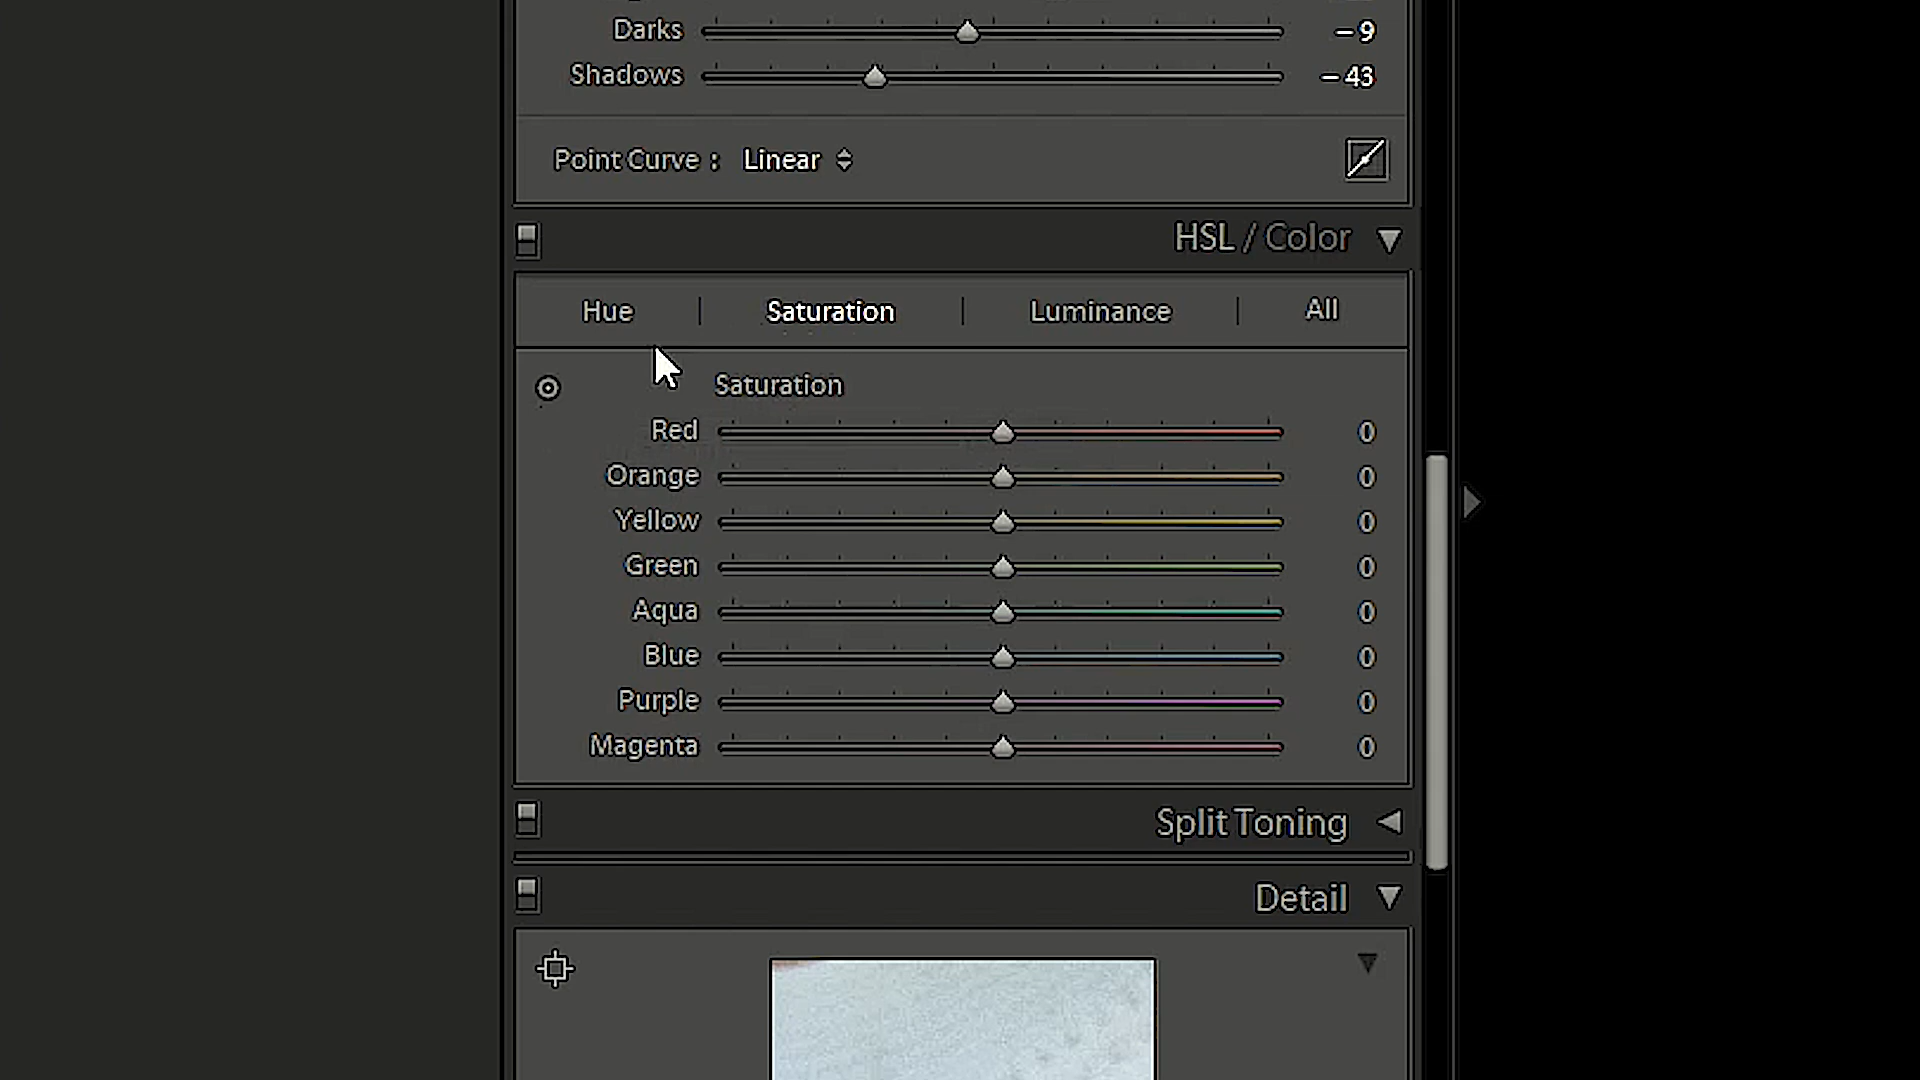 Darks – 9
Shadows – 43
Point Curve : Linear
HSL / Color
Hue | Saturation | Luminance | All
Saturation
Red 0
Orange 0
Yellow 0
Green 0
Aqua 0
Blue 0
Purple 0
Magenta 0
Split Toning
Detail